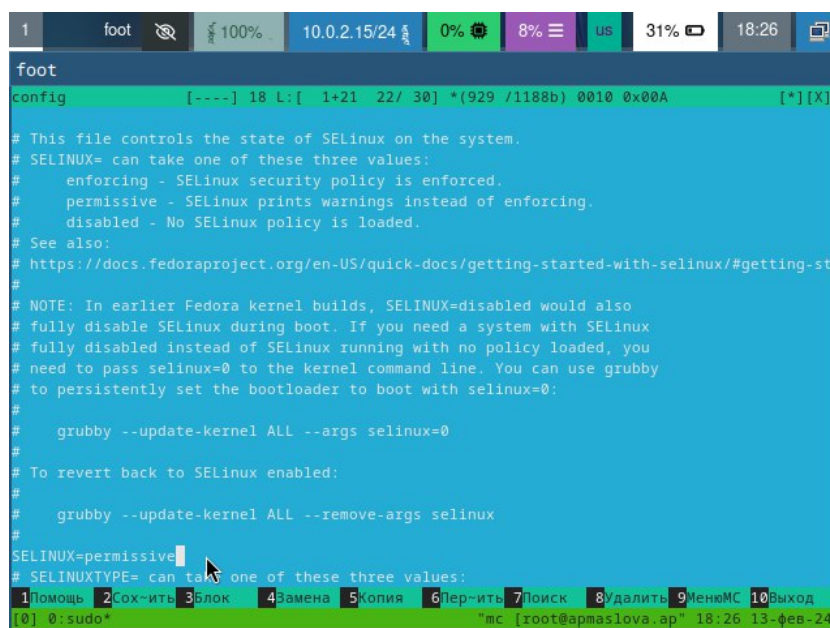 1 foot 100% 10.0.2.15/24 0% 8% us 31% 18:26
foot
config [----] 18 L:[ 1+21 22/ 30] *(929 /1188b) 0010 0x00A [*][X]
# This file controls the state of SELinux on the system.
# SELINUX= can take one of these three values:
# enforcing - SELinux security policy is enforced.
# permissive - SELinux prints warnings instead of enforcing.
# disabled - No SELinux policy is loaded.
# See also:
# https://docs.fedoraproject.org/en-US/quick-docs/getting-started-with-selinux/#getting-st
#
# NOTE: In earlier Fedora kernel builds, SELINUX=disabled would also
# fully disable SELinux during boot. If you need a system with SELinux
# fully disabled instead of SELinux running with no policy loaded, you
# need to pass selinux=0 to the kernel command line. You can use grubby
# to persistently set the bootloader to boot with selinux=0:
#
# grubby --update-kernel ALL --args selinux=0
#
# To revert back to SELinux enabled:
#
# grubby --update-kernel ALL --remove-args selinux
#
SELINUX=permissive
# SELINUXTYPE= can take one of these three values:
1Помощь 2Сох~ить 3Блок 4Замена 5Копия 6Пер~ить 7Поиск 8Удалить 9МенюMC 10Выход
[0] 0:sudo* "mc [root@apmaslova.ap" 18:26 13-фев-24